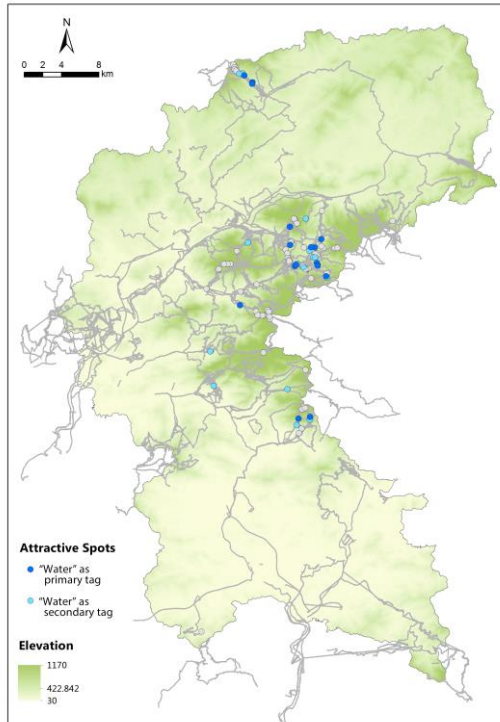 N
0 2 4 8
km
Attractive Spots
"Water" as
primary tag
"Water" as
secondary tag
Elevation
1170
422.842
30